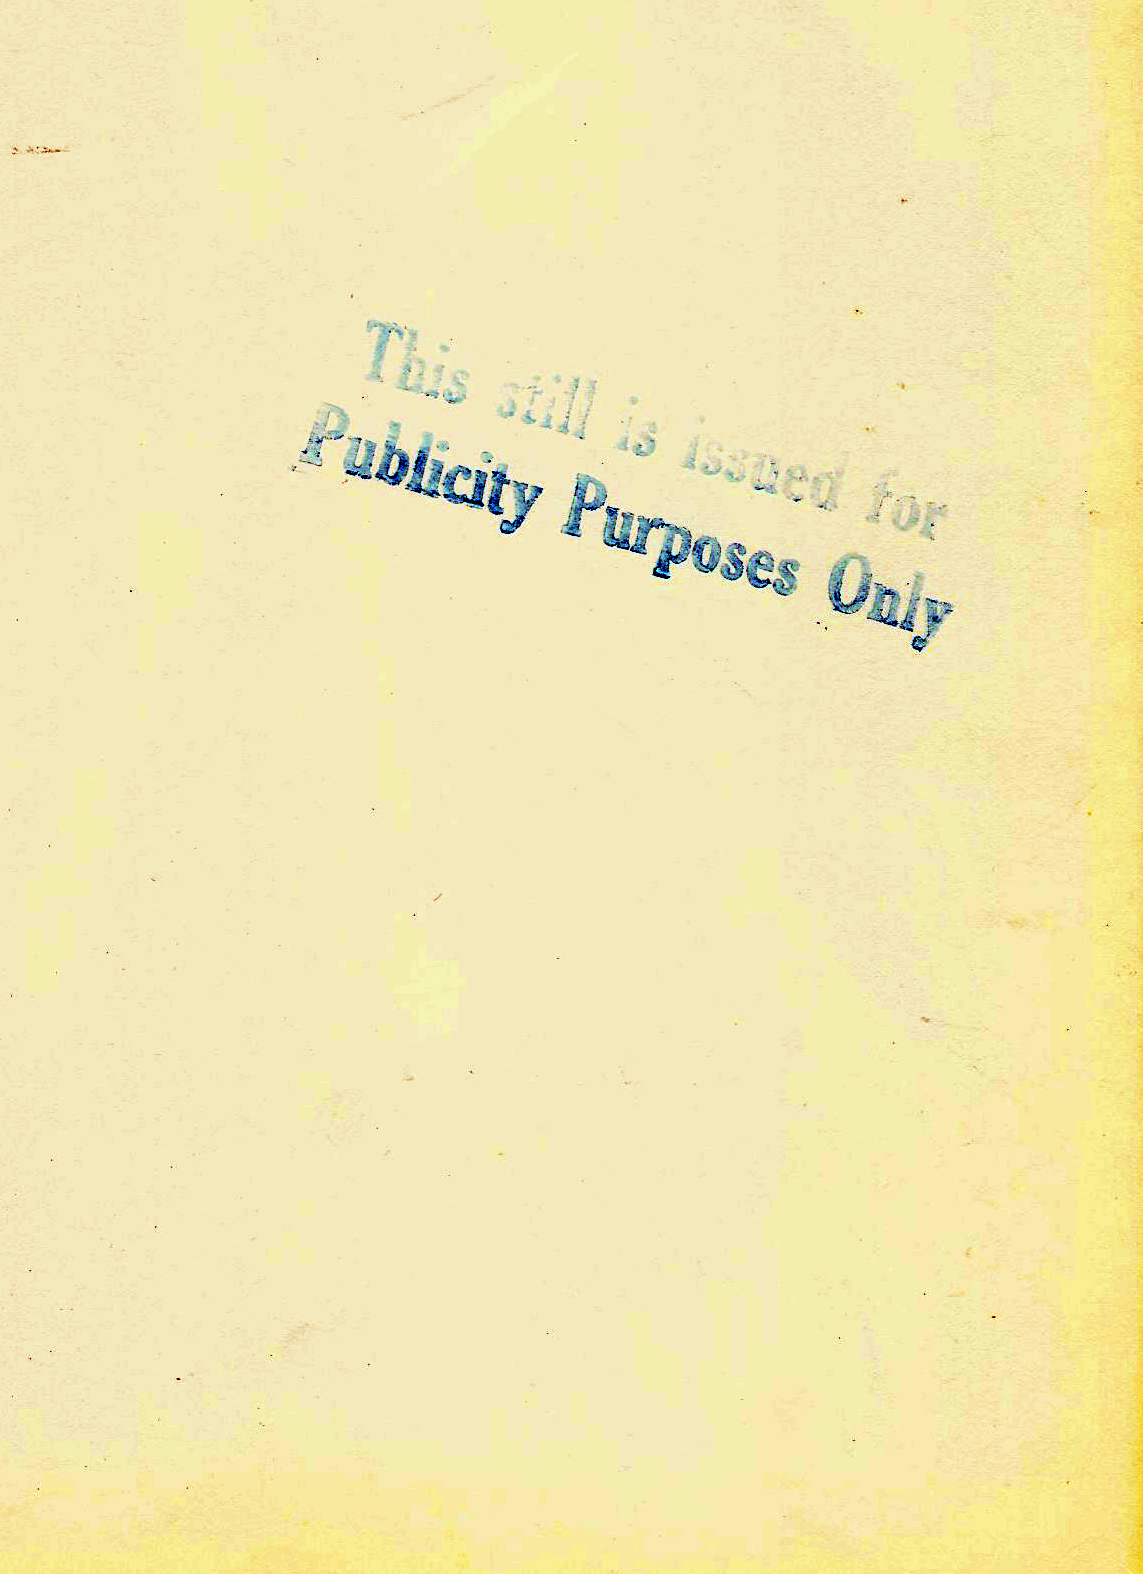 This still is issued for
Publicity Purposes Only